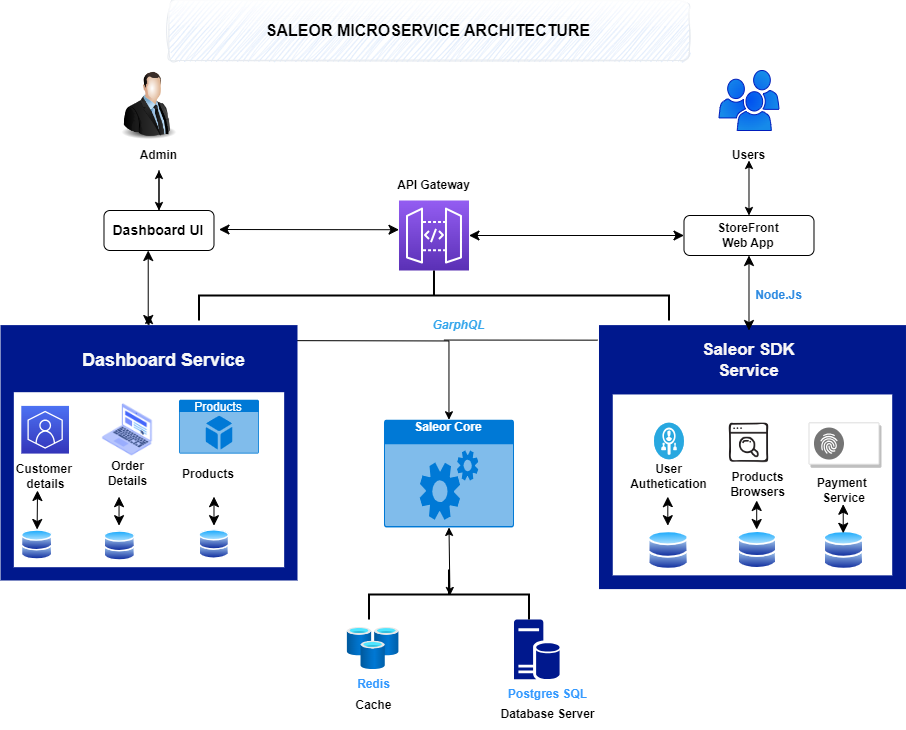 SALEOR MICROSERVICE ARCHITECTURE
Admin
Users
API Gateway
Dashboard UI
</>
StoreFront
Web App
Node.Js
GarphQL
Dashboard Service
Saleor SDK
Service
Products
Customer
details
Order
Details
Products
Saleor Core
User
Authetication
Products
Browsers
Payment
Service
Redis
Cache
Postgres SQL
Database Server